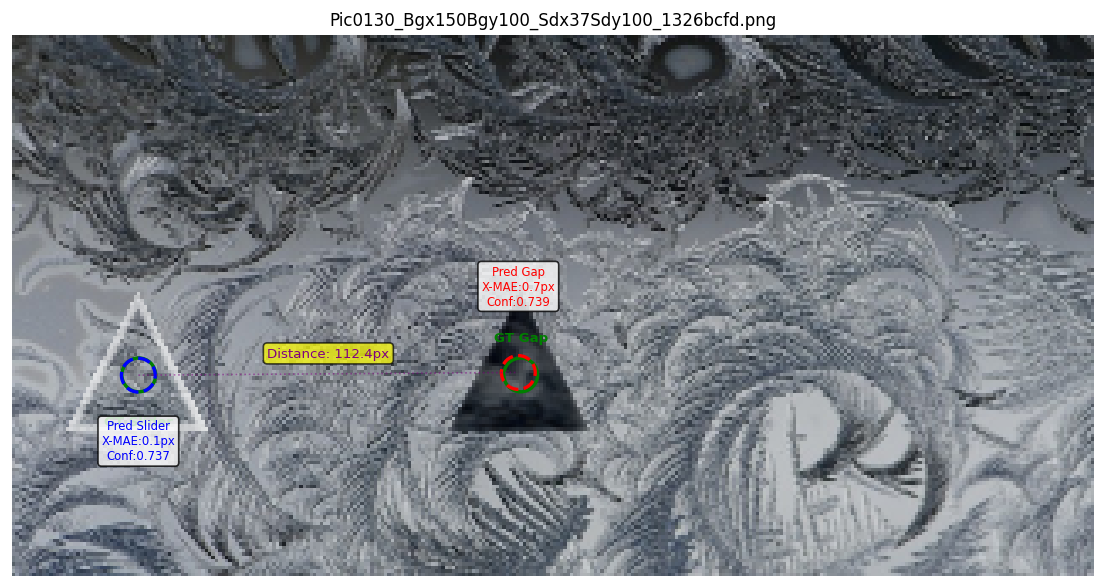 Pic0130_Bgx150Bgy100_Sdx37Sdy100_1326bcfd.png
Pred Gap
X-MAE:0.7px
Conf:0.739
GT Gap
Distance: 112.4px
Pred Slider
X-MAE:0.1px
Conf:0.737